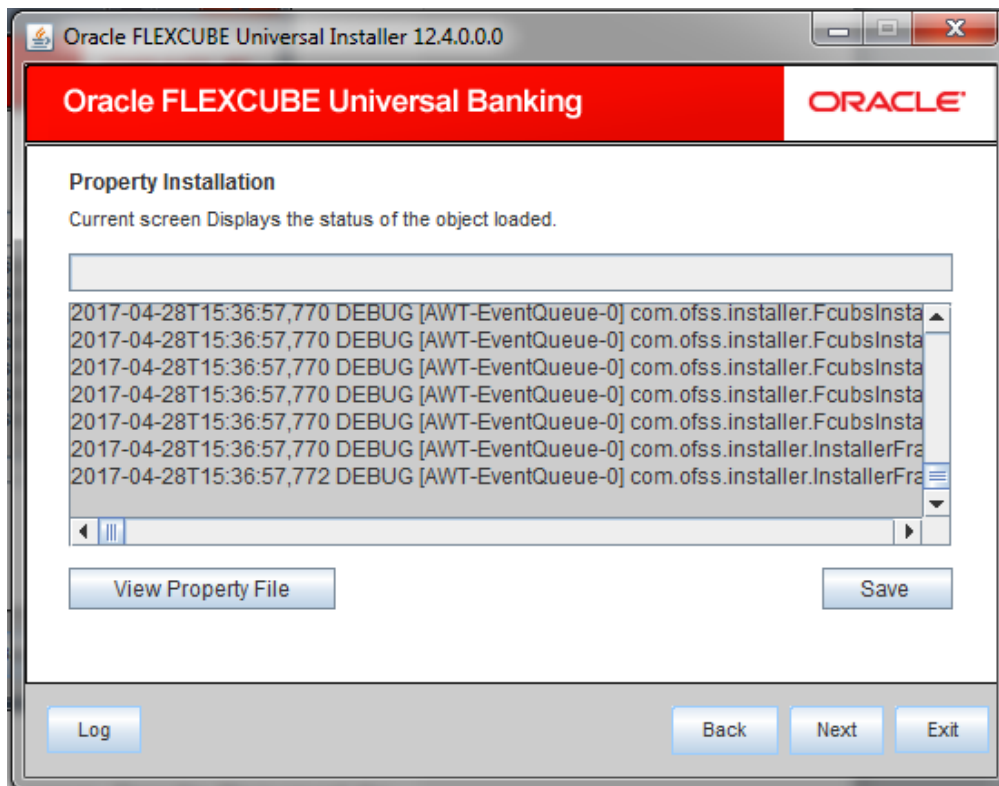 Oracle FLEXCUBE Universal Installer 12.4.0.0.0
Oracle FLEXCUBE Universal Banking
ORACLE
Property Installation
Current screen Displays the status of the object loaded.
2017-04-28T15:36:57,770 DEBUG [AWT-EventQueue-0] com.ofss.installer.FcubsInsta
2017-04-28T15:36:57,770 DEBUG [AWT-EventQueue-0] com.ofss.installer.FcubsInsta
2017-04-28T15:36:57,770 DEBUG [AWT-EventQueue-0] com.ofss.installer.FcubsInsta
2017-04-28T15:36:57,770 DEBUG [AWT-EventQueue-0] com.ofss.installer.FcubsInsta
2017-04-28T15:36:57,770 DEBUG [AWT-EventQueue-0] com.ofss.installer.FcubsInsta
2017-04-28T15:36:57,770 DEBUG [AWT-EventQueue-0] com.ofss.installer.InstallerFra
2017-04-28T15:36:57,772 DEBUG [AWT-EventQueue-0] com.ofss.installer.InstallerFra
View Property File Save
Log Back Next Exit